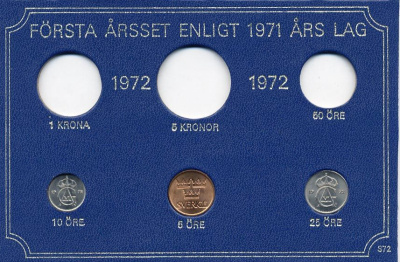 FÖRSTA ÅRSSET ENLIGT 1971 ÅRS LAG
1972 1972
1 KRONA 5 KRONOR 50 ÖRE
10 ÖRE 5 ÖRE 25 ÖRE
S72